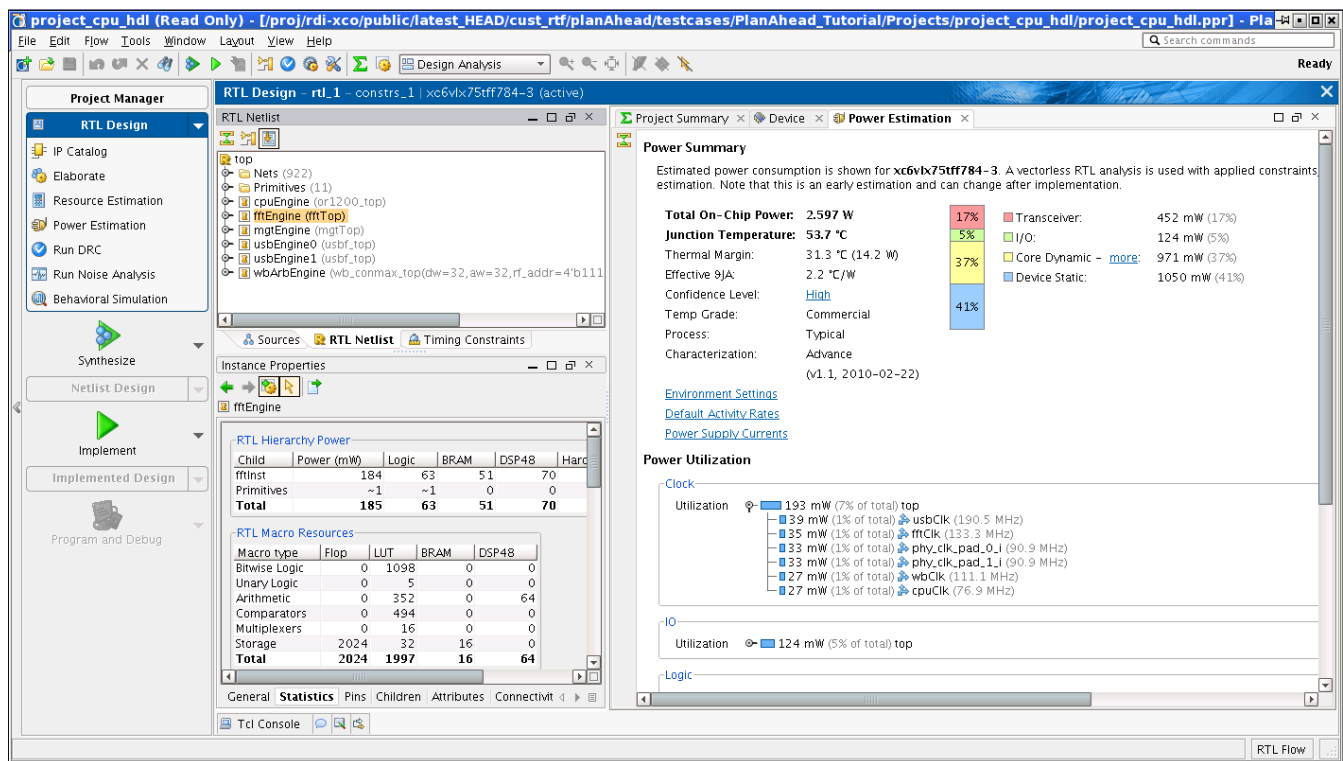 project_cpu_hdl (Read Only) - [/proj/rdi-xco/public/latest_HEAD/cust_rtf/planAhead/testcases/PlanAhead_Tutorial/Projects/project_cpu_hdl/project_cpu_hdl.ppr] - Pla
File Edit Flow Tools Window Layout View Help
Search commands
Design Analysis
Ready
Project Manager
RTL Design
IP Catalog
Elaborate
Resource Estimation
Power Estimation
Run DRC
Run Noise Analysis
Behavioral Simulation
Synthesize
Netlist Design
Implement
Implemented Design
Program and Debug
RTL Design - rtl_1 - constrs_1 | xc6vlx75tff784-3 (active)
RTL Netlist
top
Nets (922)
Primitives (11)
cpuEngine (or1200_top)
fftEngine (fftTop)
mgtEngine (mgtTop)
usbEngine0 (usbf_top)
usbEngine1 (usbf_top)
wbArbEngine (wb_conmax_top(dw=32,aw=32,rf_addr=4'b111
Sources RTL Netlist Timing Constraints
Instance Properties
fftEngine
RTL Hierarchy Power
Child Power (mW) Logic BRAM DSP48 Hard
fftInst 184 63 51 70
Primitives ~1 ~1 0 0
Total 185 63 51 70
RTL Macro Resources
Macro type Flop LUT BRAM DSP48
Bitwise Logic 0 1098 0 0
Unary Logic 0 5 0 0
Arithmetic 0 352 0 64
Comparators 0 494 0 0
Multiplexers 0 16 0 0
Storage 2024 32 16 0
Total 2024 1997 16 64
General Statistics Pins Children Attributes Connectivit
Project Summary Device Power Estimation
Power Summary
Estimated power consumption is shown for xc6vlx75tff784-3. A vectorless RTL analysis is used with applied constraints,
estimation. Note that this is an early estimation and can change after implementation.
Total On-Chip Power: 2.597 W
Junction Temperature: 53.7 °C
Thermal Margin: 31.3 °C (14.2 W)
Effective ϑJA: 2.2 °C/W
Confidence Level: High
Temp Grade: Commercial
Process: Typical
Characterization: Advance
(v1.1, 2010-02-22)
17%
5%
37%
41%
Transceiver: 452 mW (17%)
I/O: 124 mW (5%)
Core Dynamic - more: 971 mW (37%)
Device Static: 1050 mW (41%)
Environment Settings
Default Activity Rates
Power Supply Currents
Power Utilization
Clock
Utilization 193 mW (7% of total) top
39 mW (1% of total) usbClk (190.5 MHz)
35 mW (1% of total) fftClk (133.3 MHz)
33 mW (1% of total) phy_clk_pad_0_i (90.9 MHz)
33 mW (1% of total) phy_clk_pad_1_i (90.9 MHz)
27 mW (1% of total) wbClk (111.1 MHz)
27 mW (1% of total) cpuClk (76.9 MHz)
IO
Utilization 124 mW (5% of total) top
Logic
Tcl Console
RTL Flow